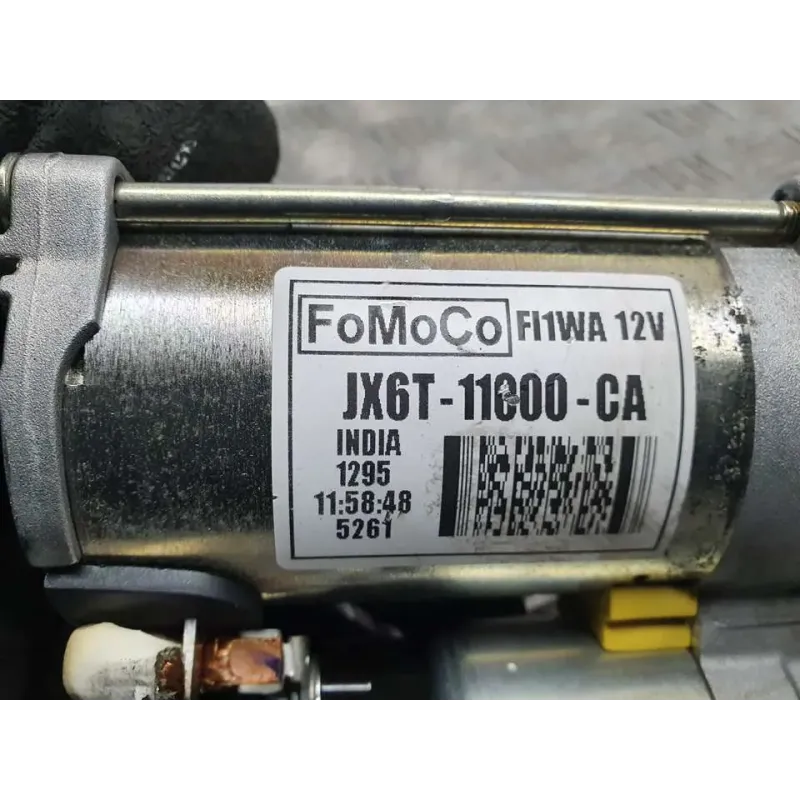 FoMoCo FI1WA 12V
JX6T-11000-CA
INDIA
1295
11:58:48
5261